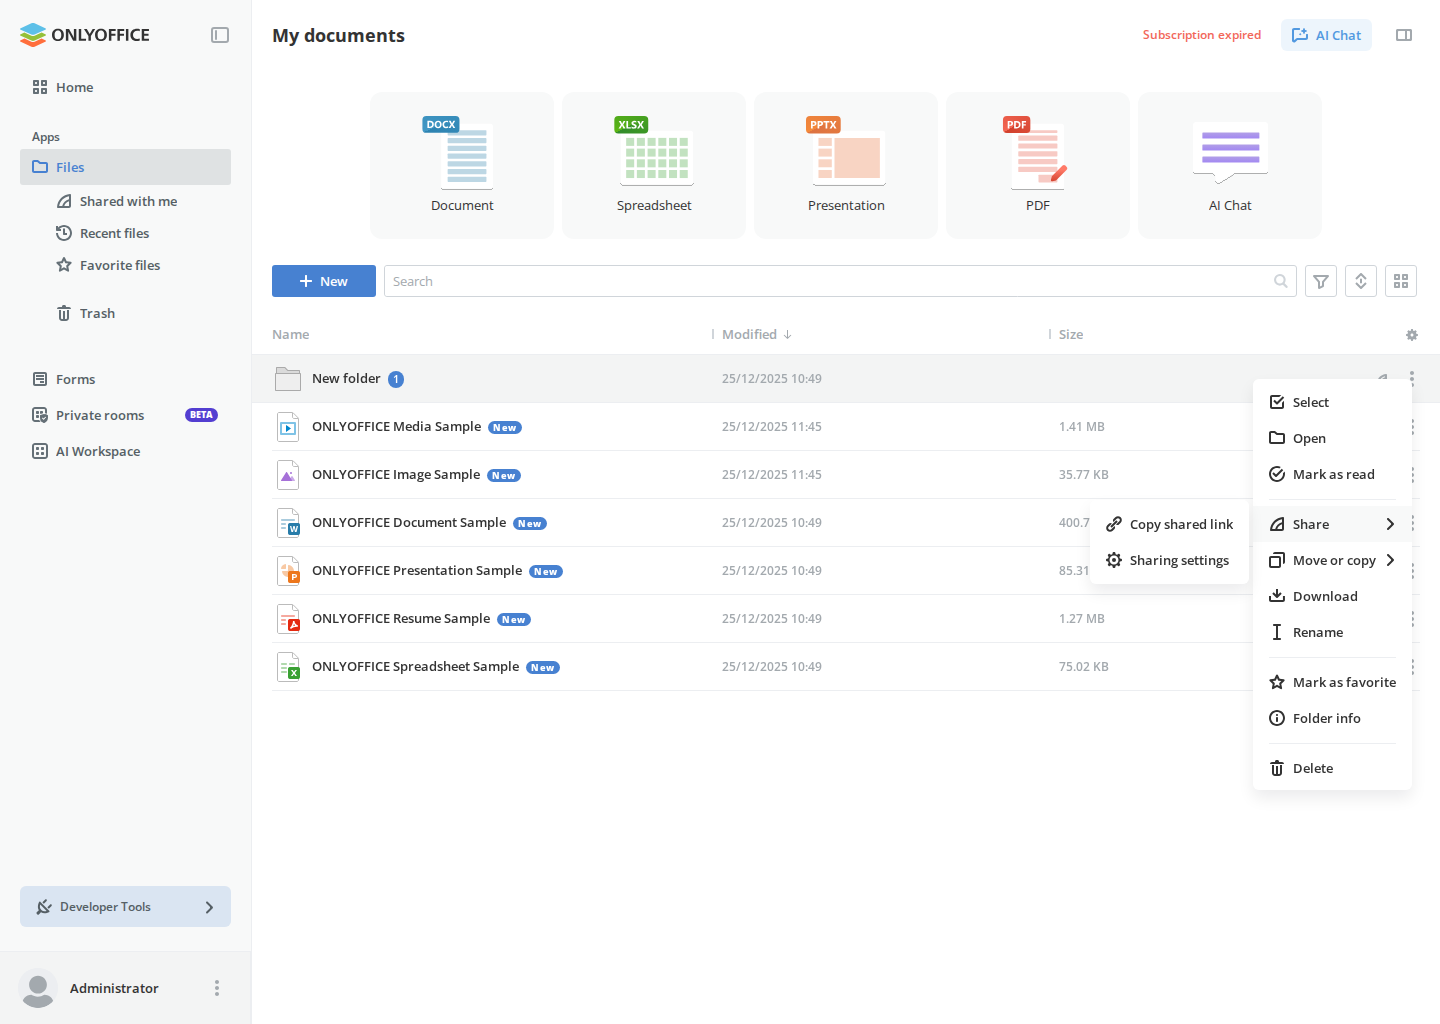 ONLYOFFICE
Home
Apps
Files
Shared with me
Recent files
Favorite files
Trash
Forms
Private rooms BETA
AI Workspace
Developer Tools
Administrator
My documents
Subscription expired
AI Chat
DOCX
Document
XLSX
Spreadsheet
PPTX
Presentation
PDF
PDF
AI Chat
New
Search
Name Modified Size
New folder 1 25/12/2025 10:49
ONLYOFFICE Media Sample New 25/12/2025 11:45 1.41 MB
ONLYOFFICE Image Sample New 25/12/2025 11:45 35.77 KB
W
ONLYOFFICE Document Sample New 25/12/2025 10:49 400.7
P
ONLYOFFICE Presentation Sample New 25/12/2025 10:49 85.31
ONLYOFFICE Resume Sample New 25/12/2025 10:49 1.27 MB
X
ONLYOFFICE Spreadsheet Sample New 25/12/2025 10:49 75.02 KB
Copy shared link
Sharing settings
Select
Open
Mark as read
Share
Move or copy
Download
Rename
Mark as favorite
Folder info
Delete